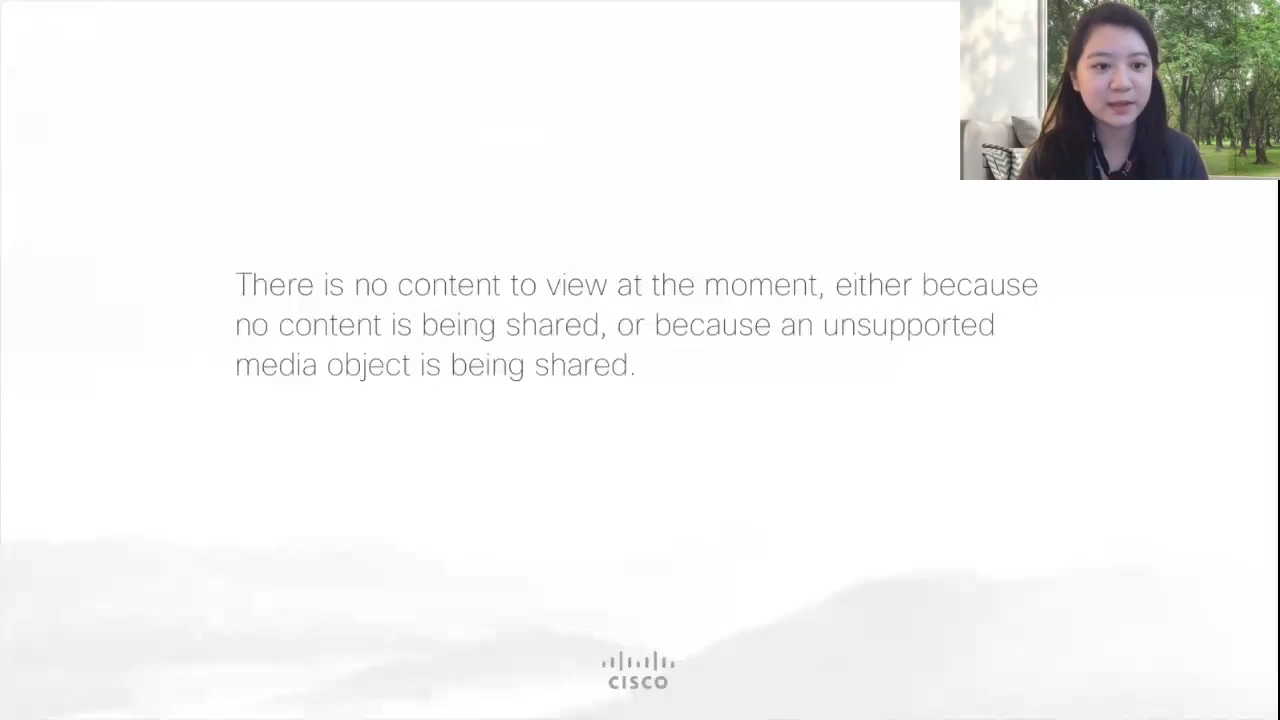 There is no content to view at the moment, either because
no content is being shared, or because an unsupported
media object is being shared.
CISCO